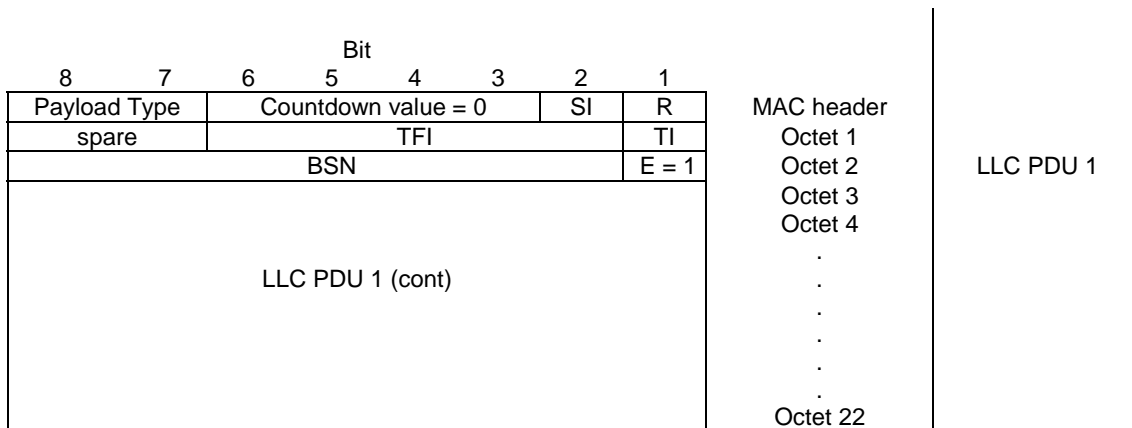 Bit
8 7 6 5 4 3 2 1
Payload Type Countdown value = 0 SI R MAC header
spare TFI TI Octet 1
BSN E = 1 Octet 2 LLC PDU 1
Octet 3
Octet 4
.
LLC PDU 1 (cont) .
.
.
.
.
Octet 22